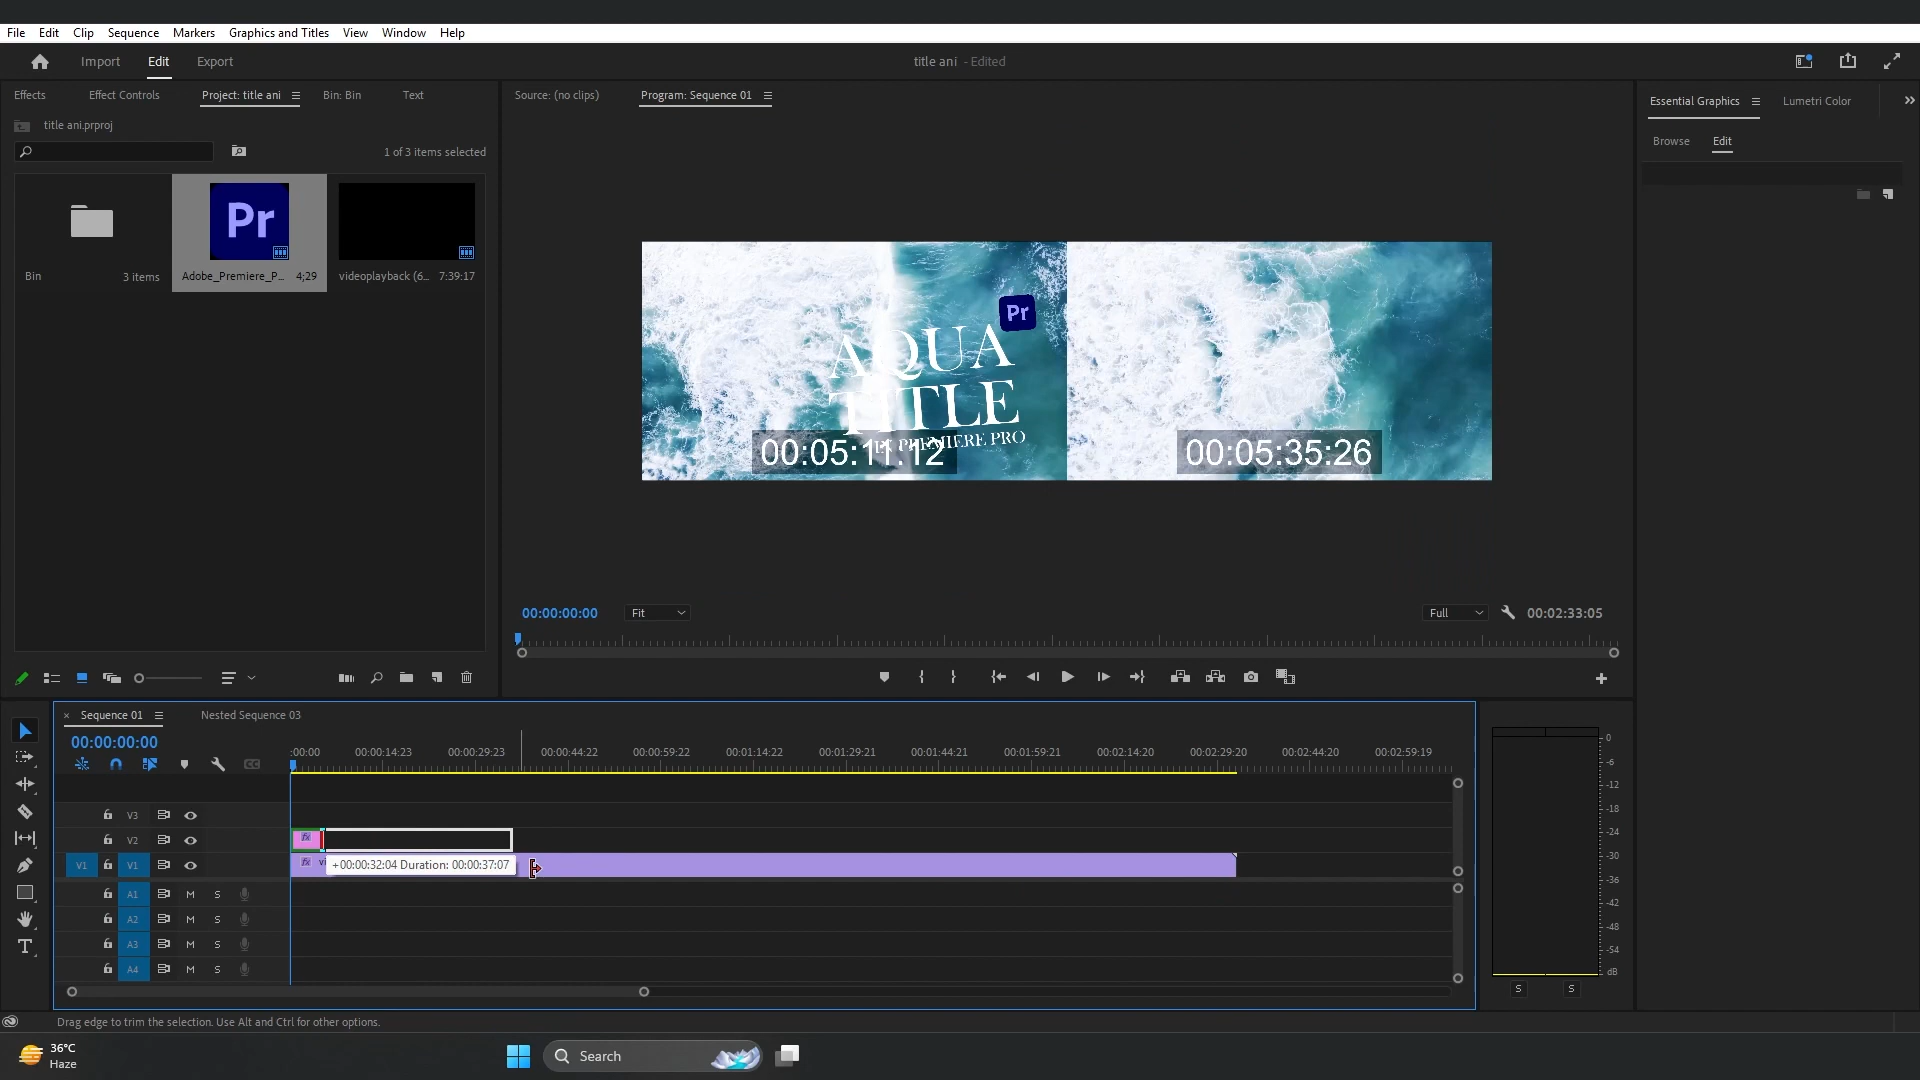 File Edit Clip Sequence Markers Graphics and Titles View Window Help
Import Edit Export
title ani - Edited
Effects Effect Controls Project: title ani Bin: Bin Text
Source: (no clips) Program: Sequence 01
Essential Graphics Lumetri Color
title ani.prproj
Browse Edit
1 of 3 items selected
Pr
Bin 3 items
Adobe_Premiere_P... 4;29
videoplayback (6... 7:39:17
Pr
AQUA
TITLE
PREMIERE PRO
00:05:11:12
00:05:35:26
00:00:00:00 Fit Full 00:02:33:05
Sequence 01 Nested Sequence 03
00:00:00:00
:00:00 00:00:14:23 00:00:29:23 00:00:44:22 00:00:59:22 00:01:14:22 00:01:29:21 00:01:44:21 00:01:59:21 00:02:14:20 00:02:29:20 00:02:44:20 00:02:59:19
V3
V2 fx
V1 V1 fx
+00:00:32:04 Duration: 00:00:37:07
A1 M S
A2 M S
A3 M S
A4 M S
0
-6
-12
-18
-24
-30
-36
-42
-48
-54
dB
S S
Drag edge to trim the selection. Use Alt and Ctrl for other options.
36°C
Haze
Search